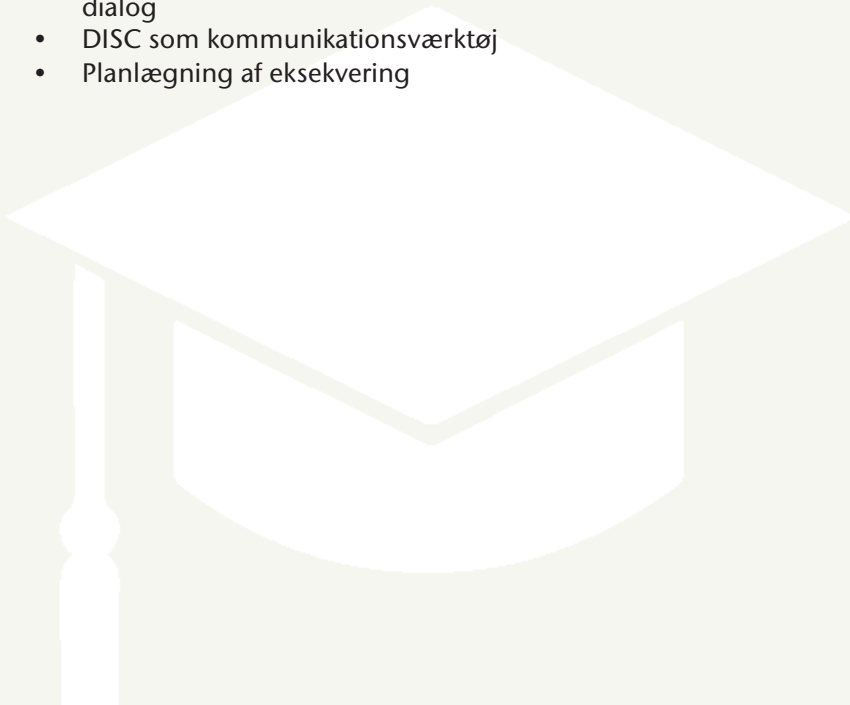 dialog
• DISC som kommunikationsværktøj
• Planlægning af eksekvering